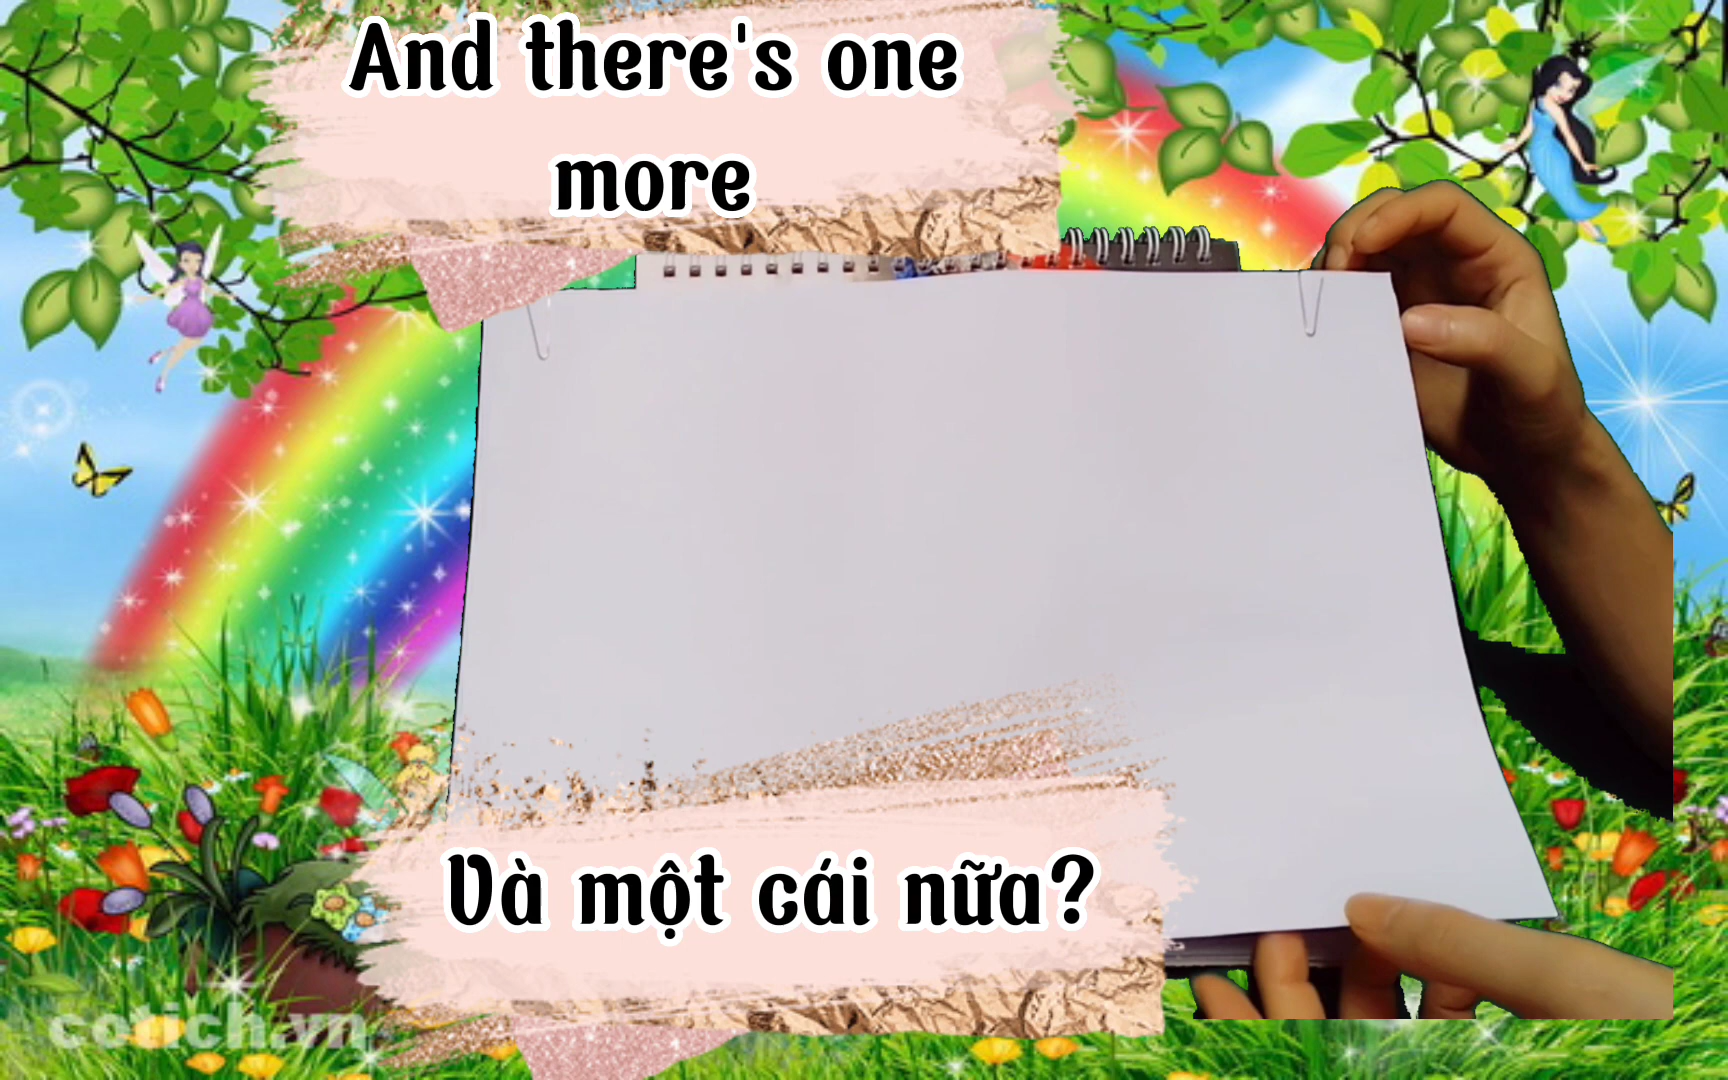 And there's one
more
Và một cái nữa?
cotich.vn